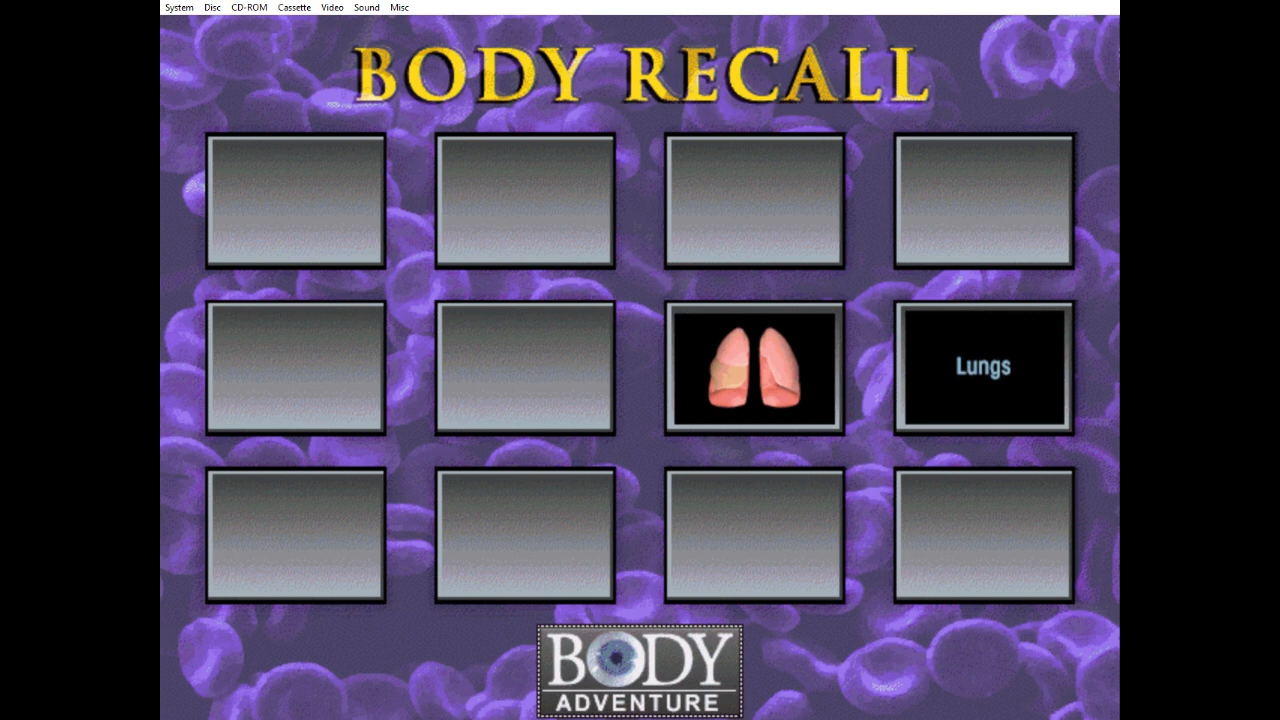 System Disc CD-ROM Cassette Video Sound Misc
BODY RECALL
Lungs
BODY
ADVENTURE